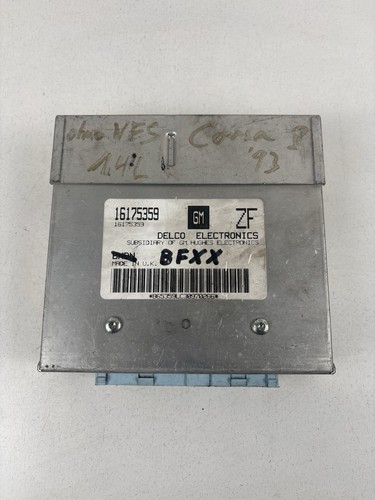 ohne WFS Corsa B
1.4L '93
16175359 GM ZF
16175359
DELCO ELECTRONICS
SUBSIDIARY OF GM HUGHES ELECTRONICS
MADE IN U.K. BFXX